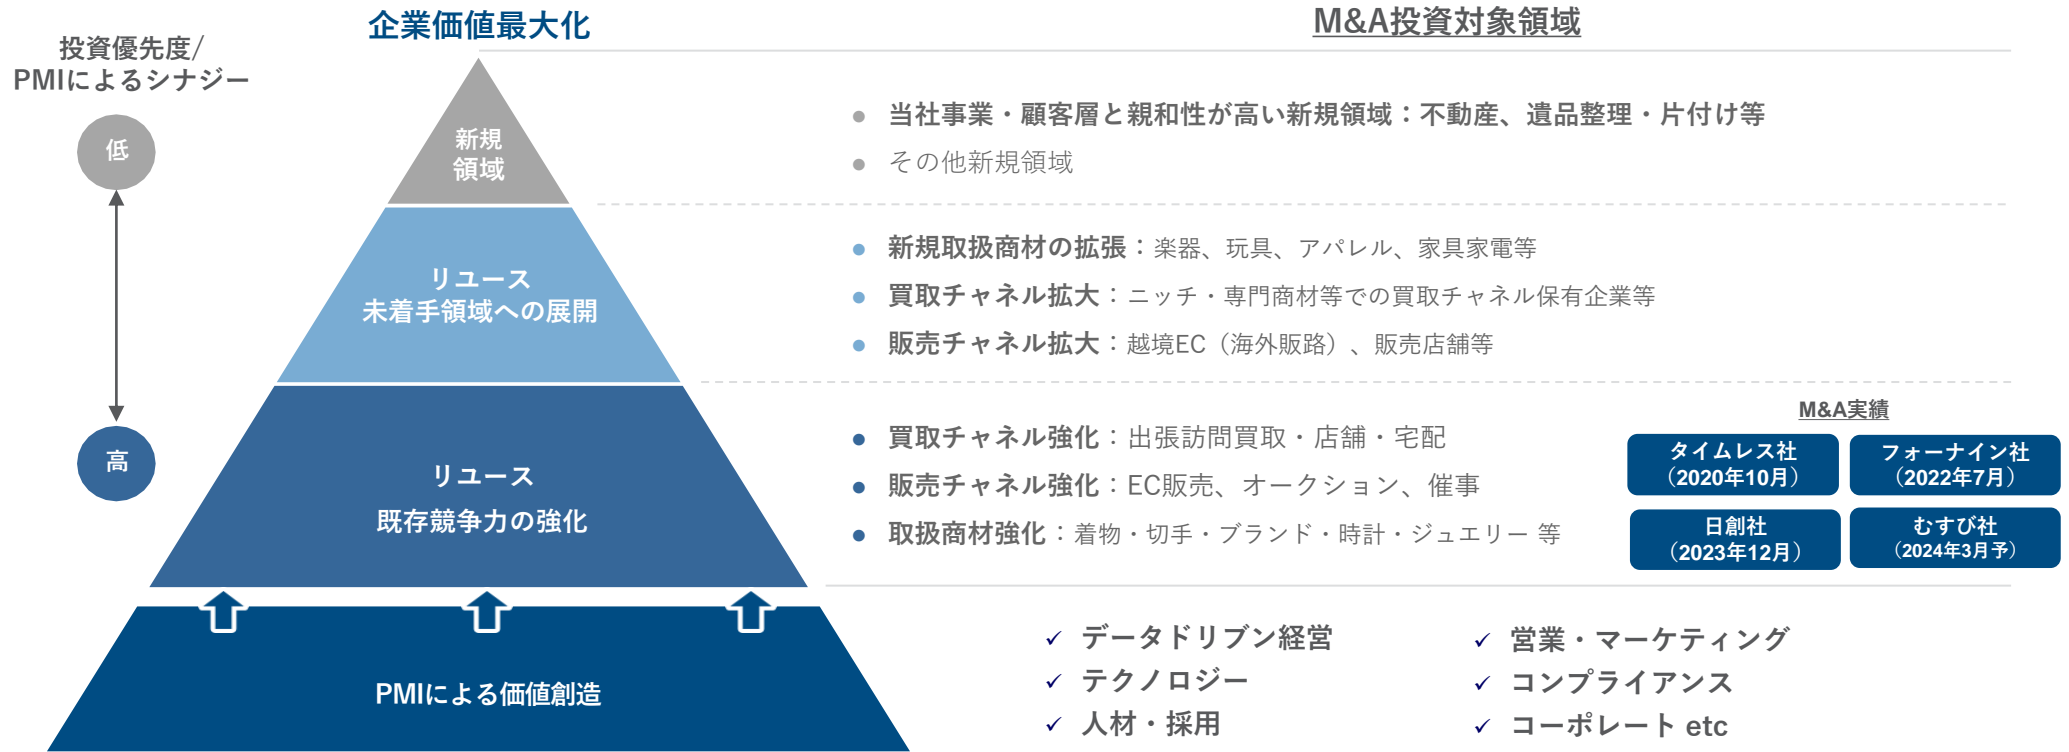 企業価値最大化
M&A投資対象領域
投資優先度/
PMIによるシナジー
低
高
新規
領域
当社事業・顧客層と親和性が高い新規領域：不動産、遺品整理・片付け等
その他新規領域
リユース
未着手領域への展開
新規取扱商材の拡張：楽器、玩具、アパレル、家具家電等
買取チャネル拡大：ニッチ・専門商材等での買取チャネル保有企業等
販売チャネル拡大：越境EC（海外販路）、販売店舗等
リユース
既存競争力の強化
買取チャネル強化：出張訪問買取・店舗・宅配
販売チャネル強化：EC販売、オークション、催事
取扱商材強化：着物・切手・ブランド・時計・ジュエリー 等
M&A実績
タイムレス社
（2020年10月）
フォーナイン社
（2022年7月）
日創社
（2023年12月）
むすび社
（2024年3月予）
PMIによる価値創造
✓ データドリブン経営
✓ テクノロジー
✓ 人材・採用
✓ 営業・マーケティング
✓ コンプライアンス
✓ コーポレート etc